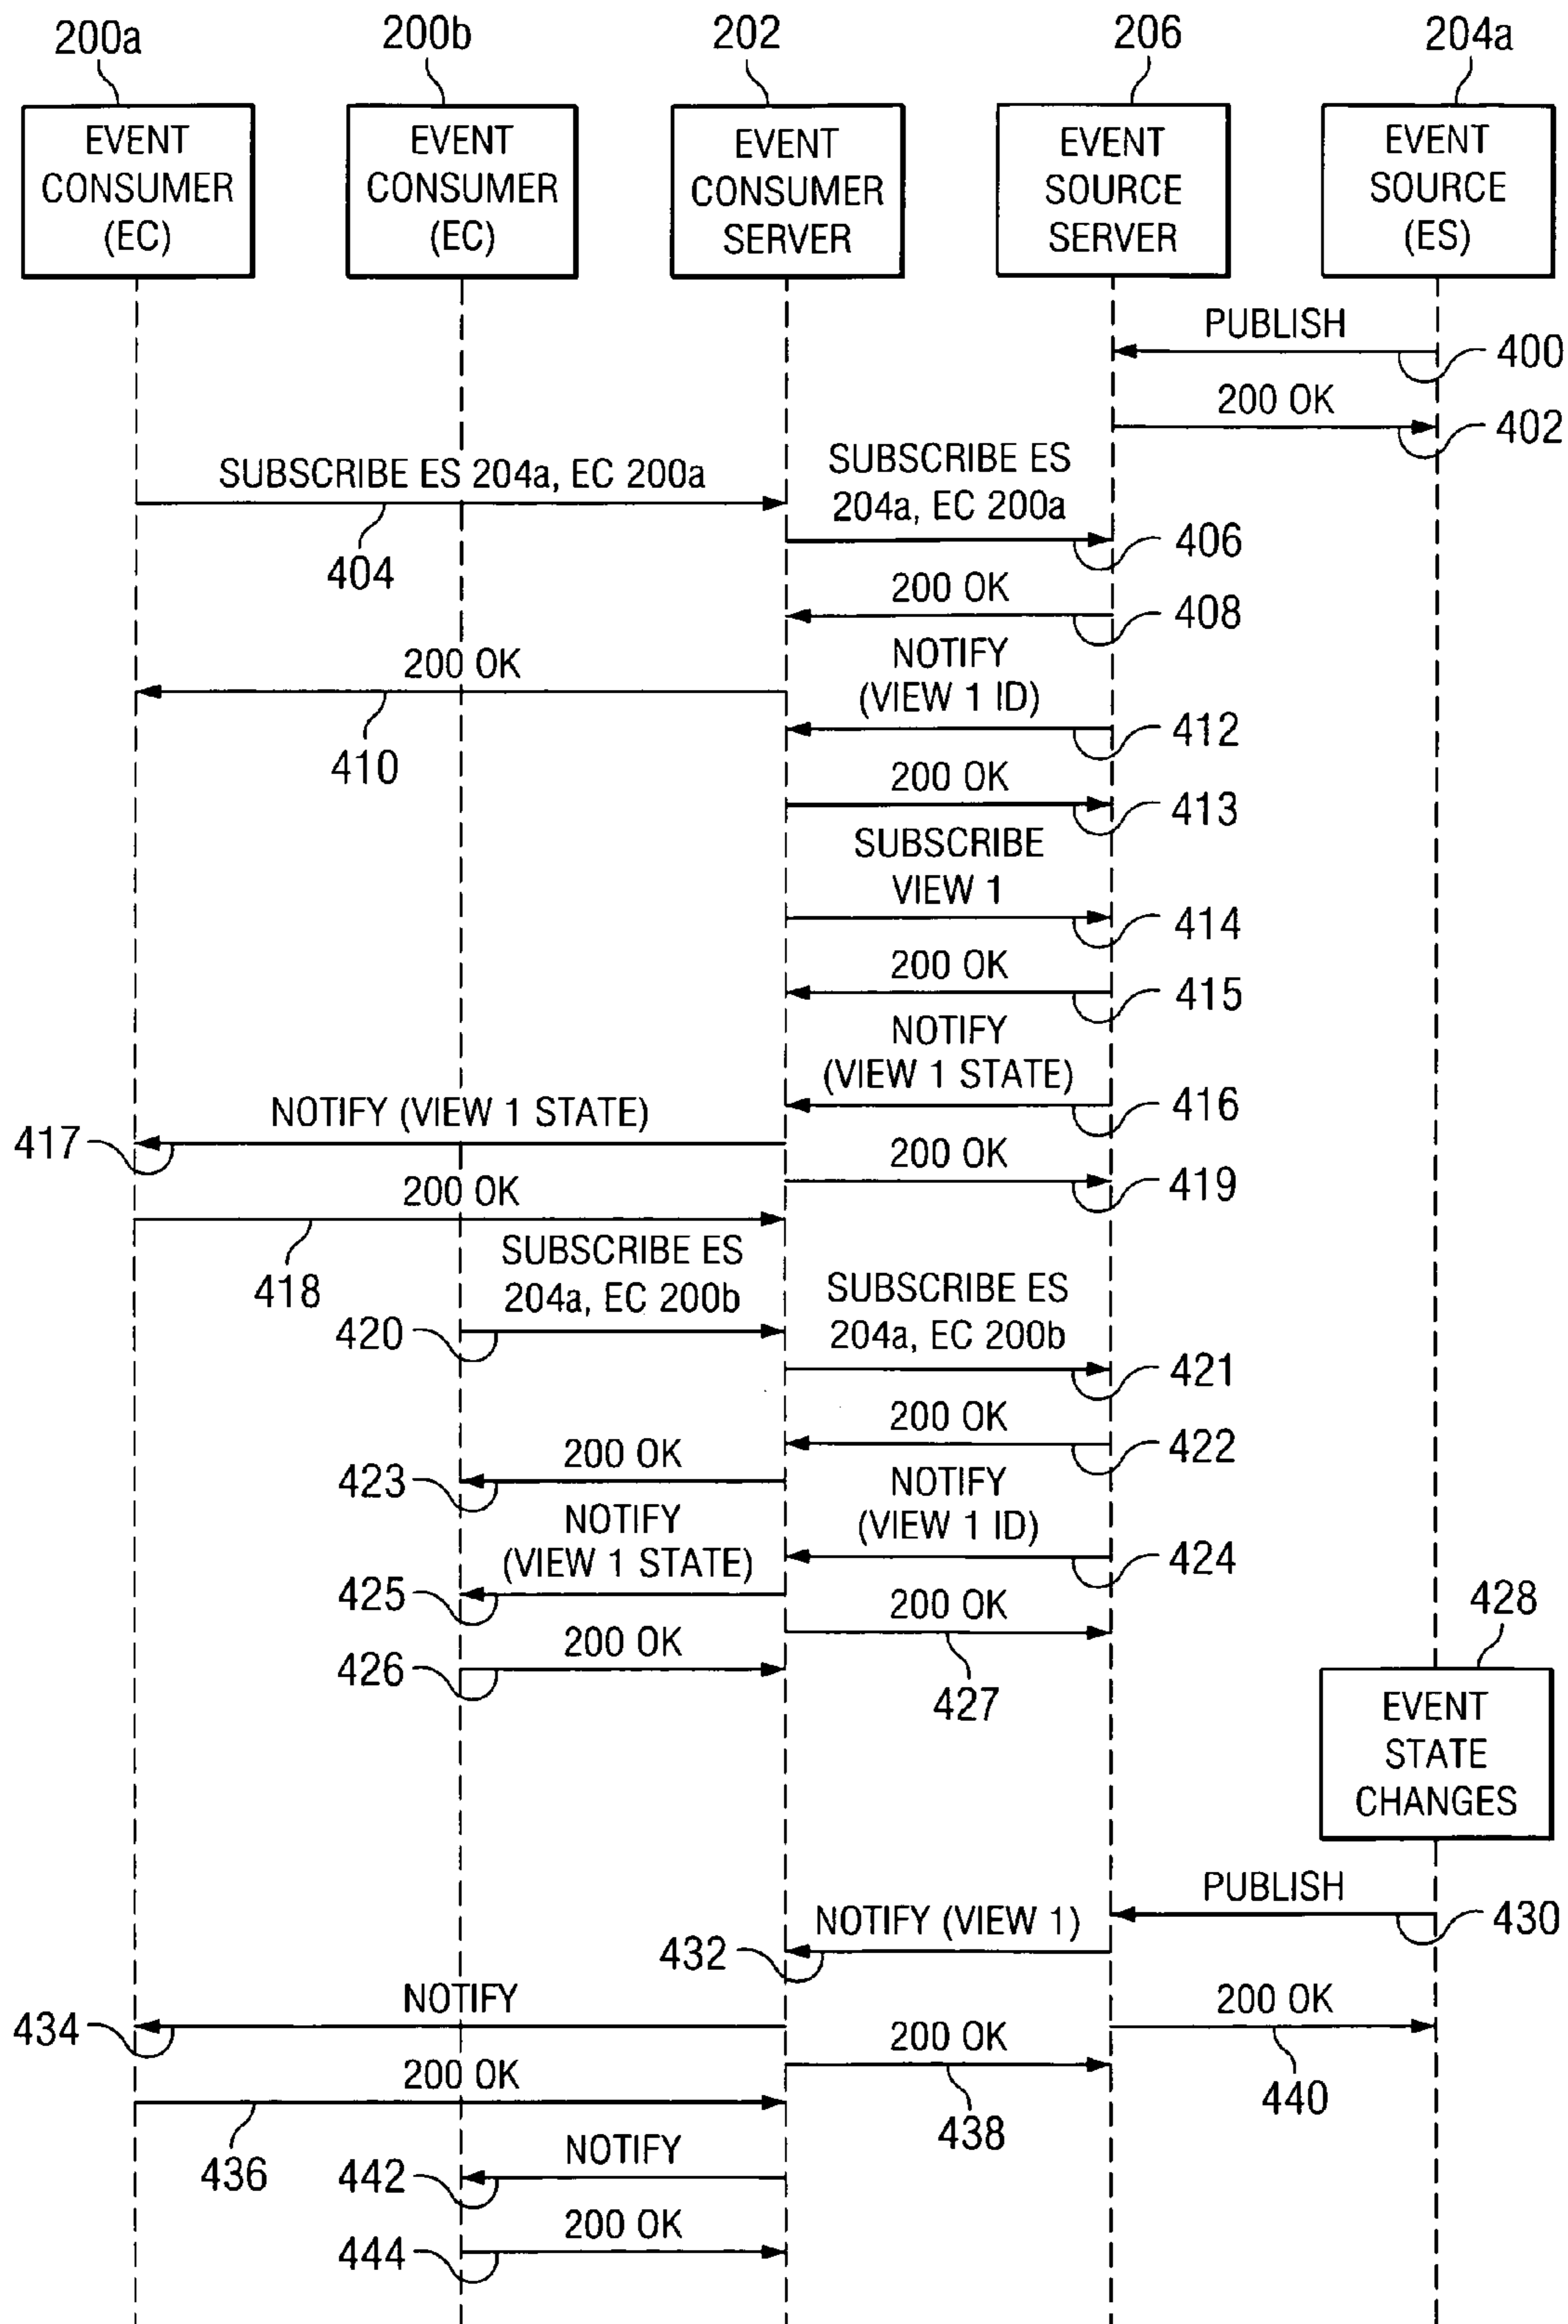 200a
200b
202
206
204a
EVENT
CONSUMER
(EC)
EVENT
CONSUMER
(EC)
EVENT
CONSUMER
SERVER
EVENT
SOURCE
SERVER
EVENT
SOURCE
(ES)
PUBLISH
400
200 OK
402
SUBSCRIBE ES 204a, EC 200a
404
SUBSCRIBE ES
204a, EC 200a
406
200 OK
408
200 OK
410
NOTIFY
(VIEW 1 ID)
412
200 OK
413
SUBSCRIBE
VIEW 1
414
200 OK
415
NOTIFY
(VIEW 1 STATE)
416
NOTIFY (VIEW 1 STATE)
417
200 OK
419
200 OK
418
SUBSCRIBE ES
204a, EC 200b
420
SUBSCRIBE ES
204a, EC 200b
421
200 OK
422
200 OK
423
NOTIFY
(VIEW 1 ID)
424
NOTIFY
(VIEW 1 STATE)
425
200 OK
427
200 OK
426
428
EVENT
STATE
CHANGES
PUBLISH
430
NOTIFY (VIEW 1)
432
NOTIFY
434
200 OK
440
200 OK
438
200 OK
436
NOTIFY
442
200 OK
444